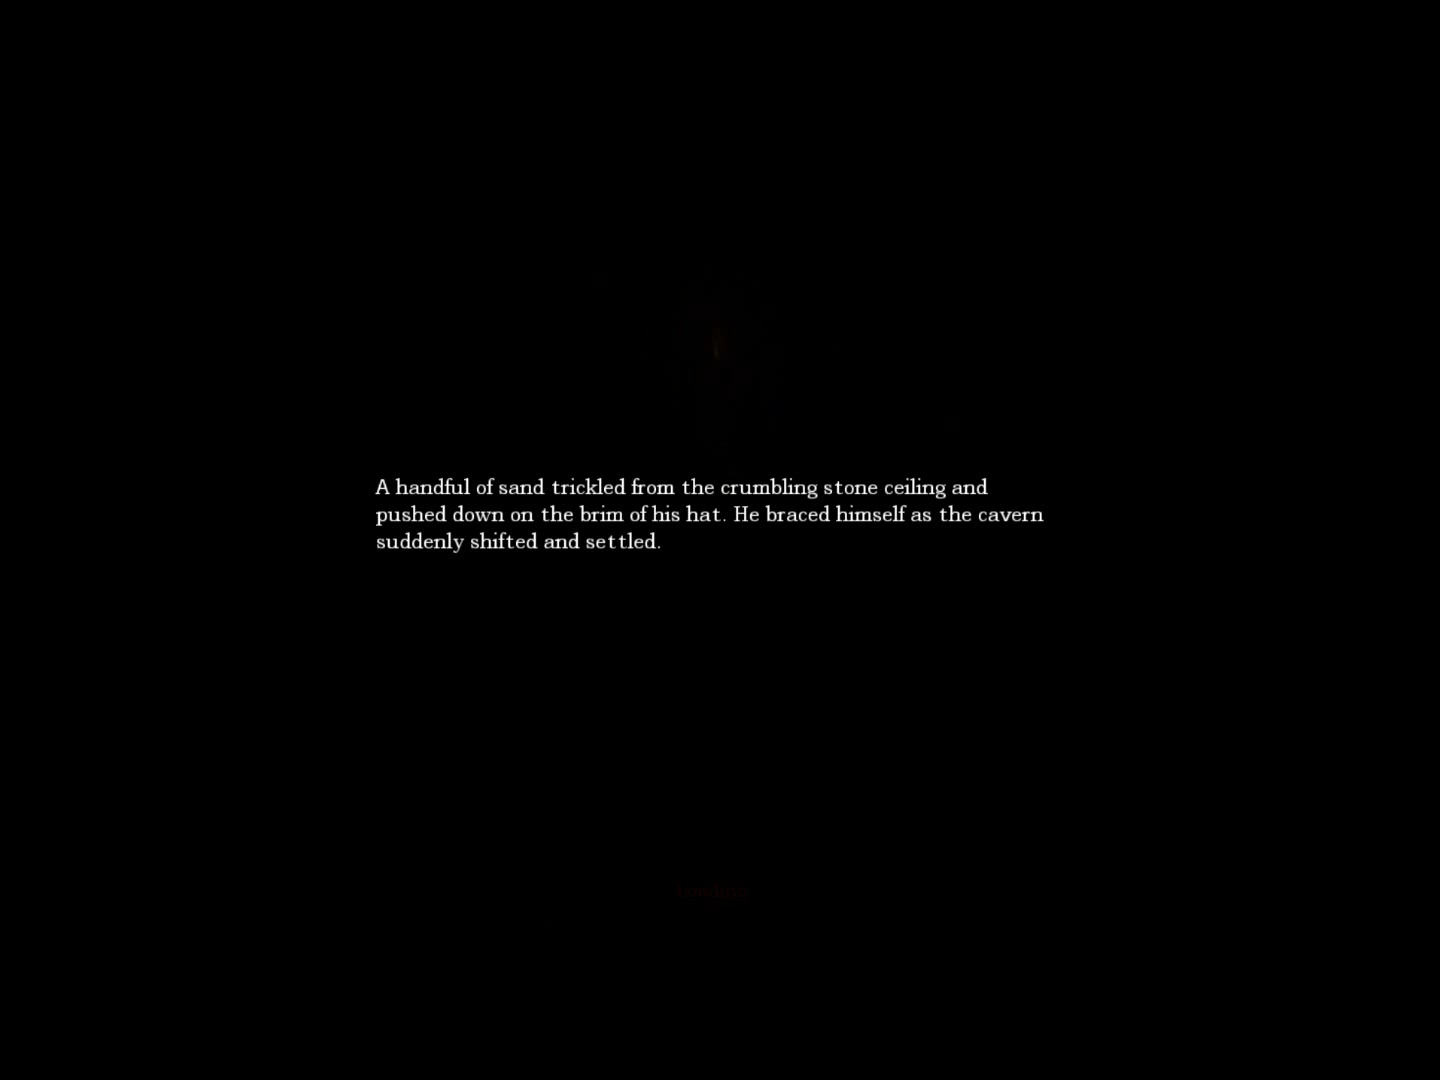 A handful of sand trickled from the crumbling stone ceiling and
pushed down on the brim of his hat. He braced himself as the cavern
suddenly shifted and settled.